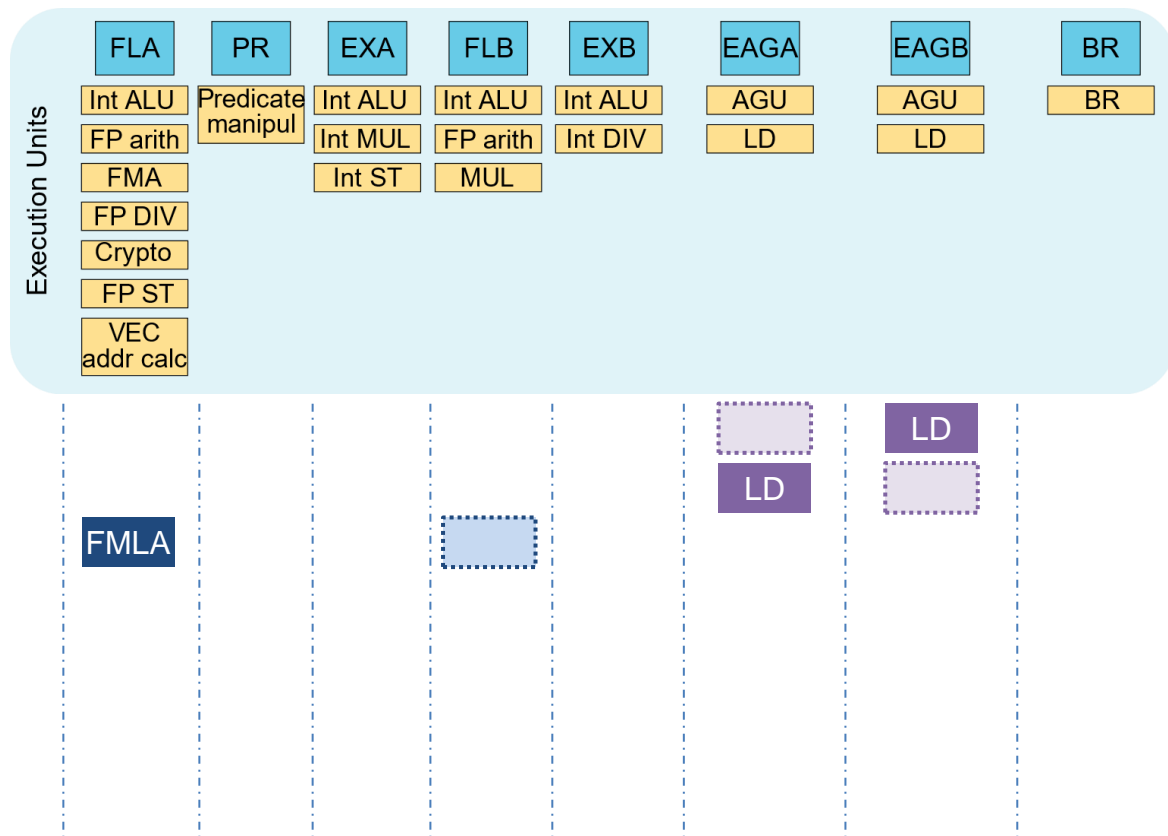 Execution Units
FLA
PR
EXA
FLB
EXB
EAGA
EAGB
BR
Int ALU
Predicate
manipul
Int ALU
Int ALU
Int ALU
AGU
AGU
BR
FP arith
Int MUL
FP arith
Int DIV
LD
LD
FMA
Int ST
MUL
FP DIV
Crypto
FP ST
VEC
addr calc
LD
LD
FMLA